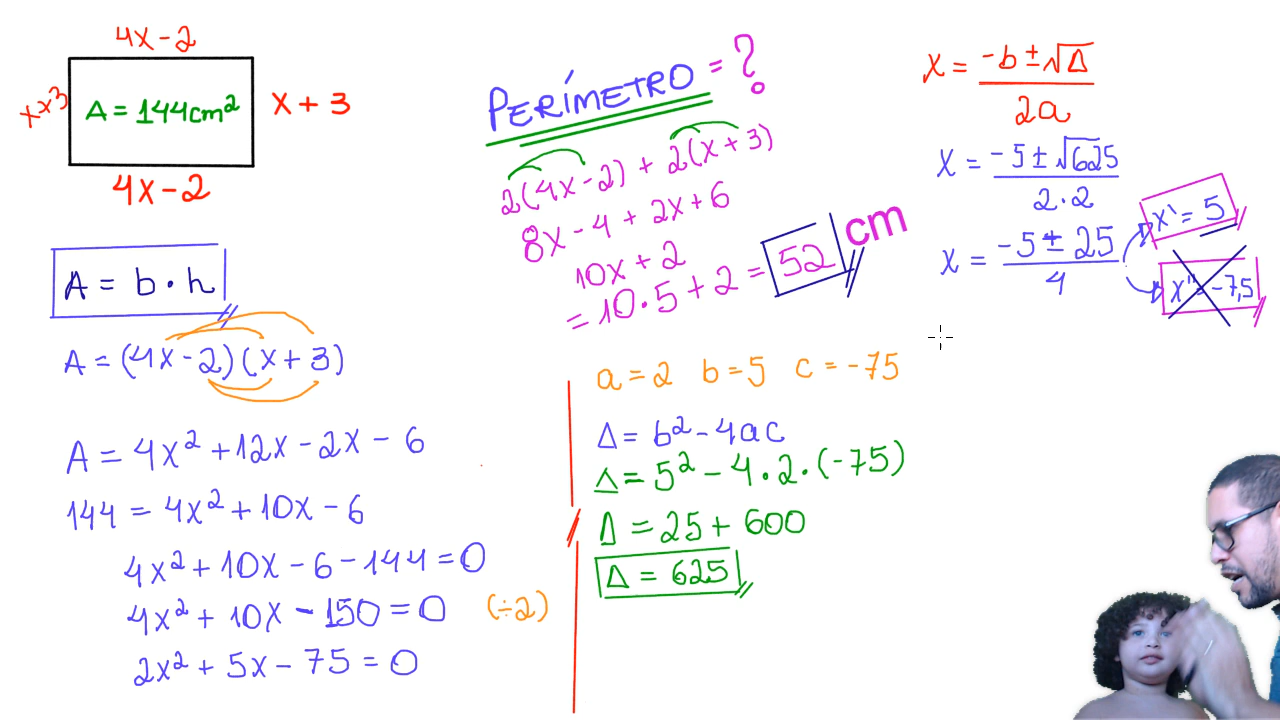 4x - 2
x x 3
A = 144cm²
x + 3
4x - 2
A = b · h
A = (4x - 2)(x + 3)
A = 4x² + 12x - 2x - 6
144 = 4x² + 10x - 6
4x² + 10x - 6 - 144 = 0
4x² + 10x - 150 = 0 (÷2)
2x² + 5x - 75 = 0
PERÍMETRO = ?
2(4x - 2) + 2(x + 3)
8x - 4 + 2x + 6
10x + 2
= 10 · 5 + 2 = 52 cm
a = 2 b = 5 c = -75
Δ = b² - 4ac
Δ = 5² - 4 · 2 · (-75)
Δ = 25 + 600
Δ = 625
x = -b ± √Δ / 2a
x = -5 ± √625 / 2 · 2
x = -5 ± 25 / 4
x' = 5
x'' = -7,5